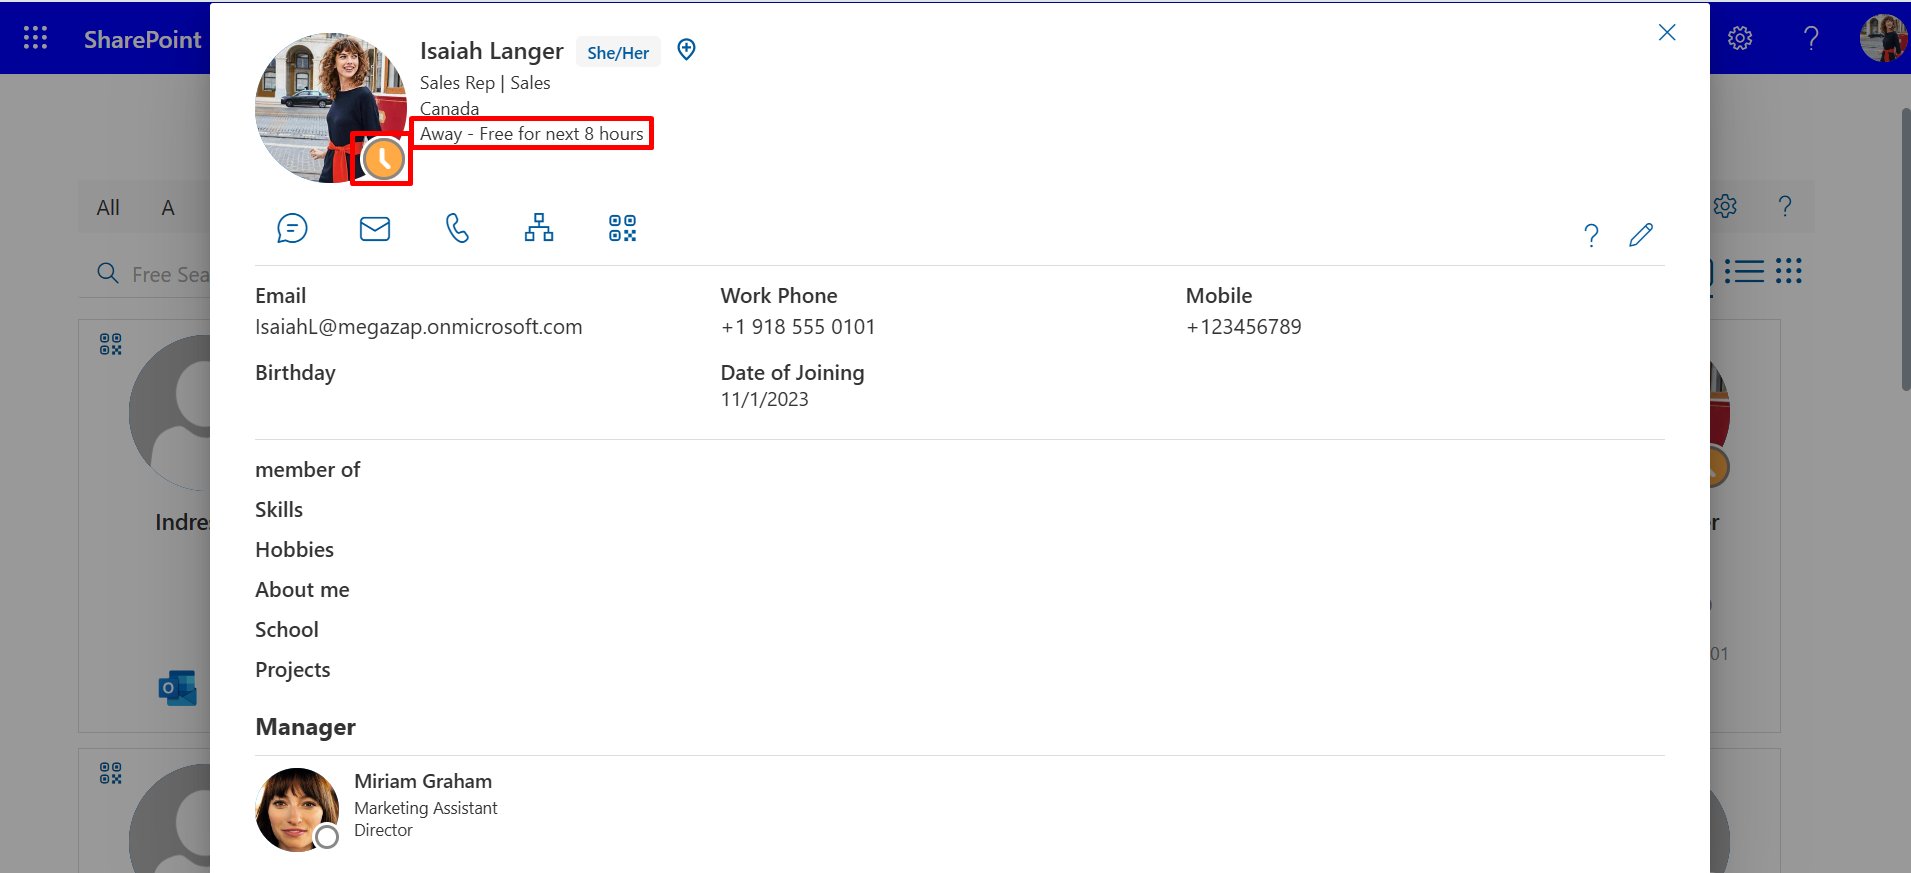 SharePoint
Isaiah Langer She/Her
Sales Rep | Sales
Canada
Away - Free for next 8 hours
All A
Free Sea
Email
IsaiahL@megazap.onmicrosoft.com
Work Phone
+1 918 555 0101
Mobile
+123456789
Birthday
Date of Joining
11/1/2023
member of
Skills
Hobbies
About me
School
Projects
Manager
Miriam Graham
Marketing Assistant
Director
Indres
r
01